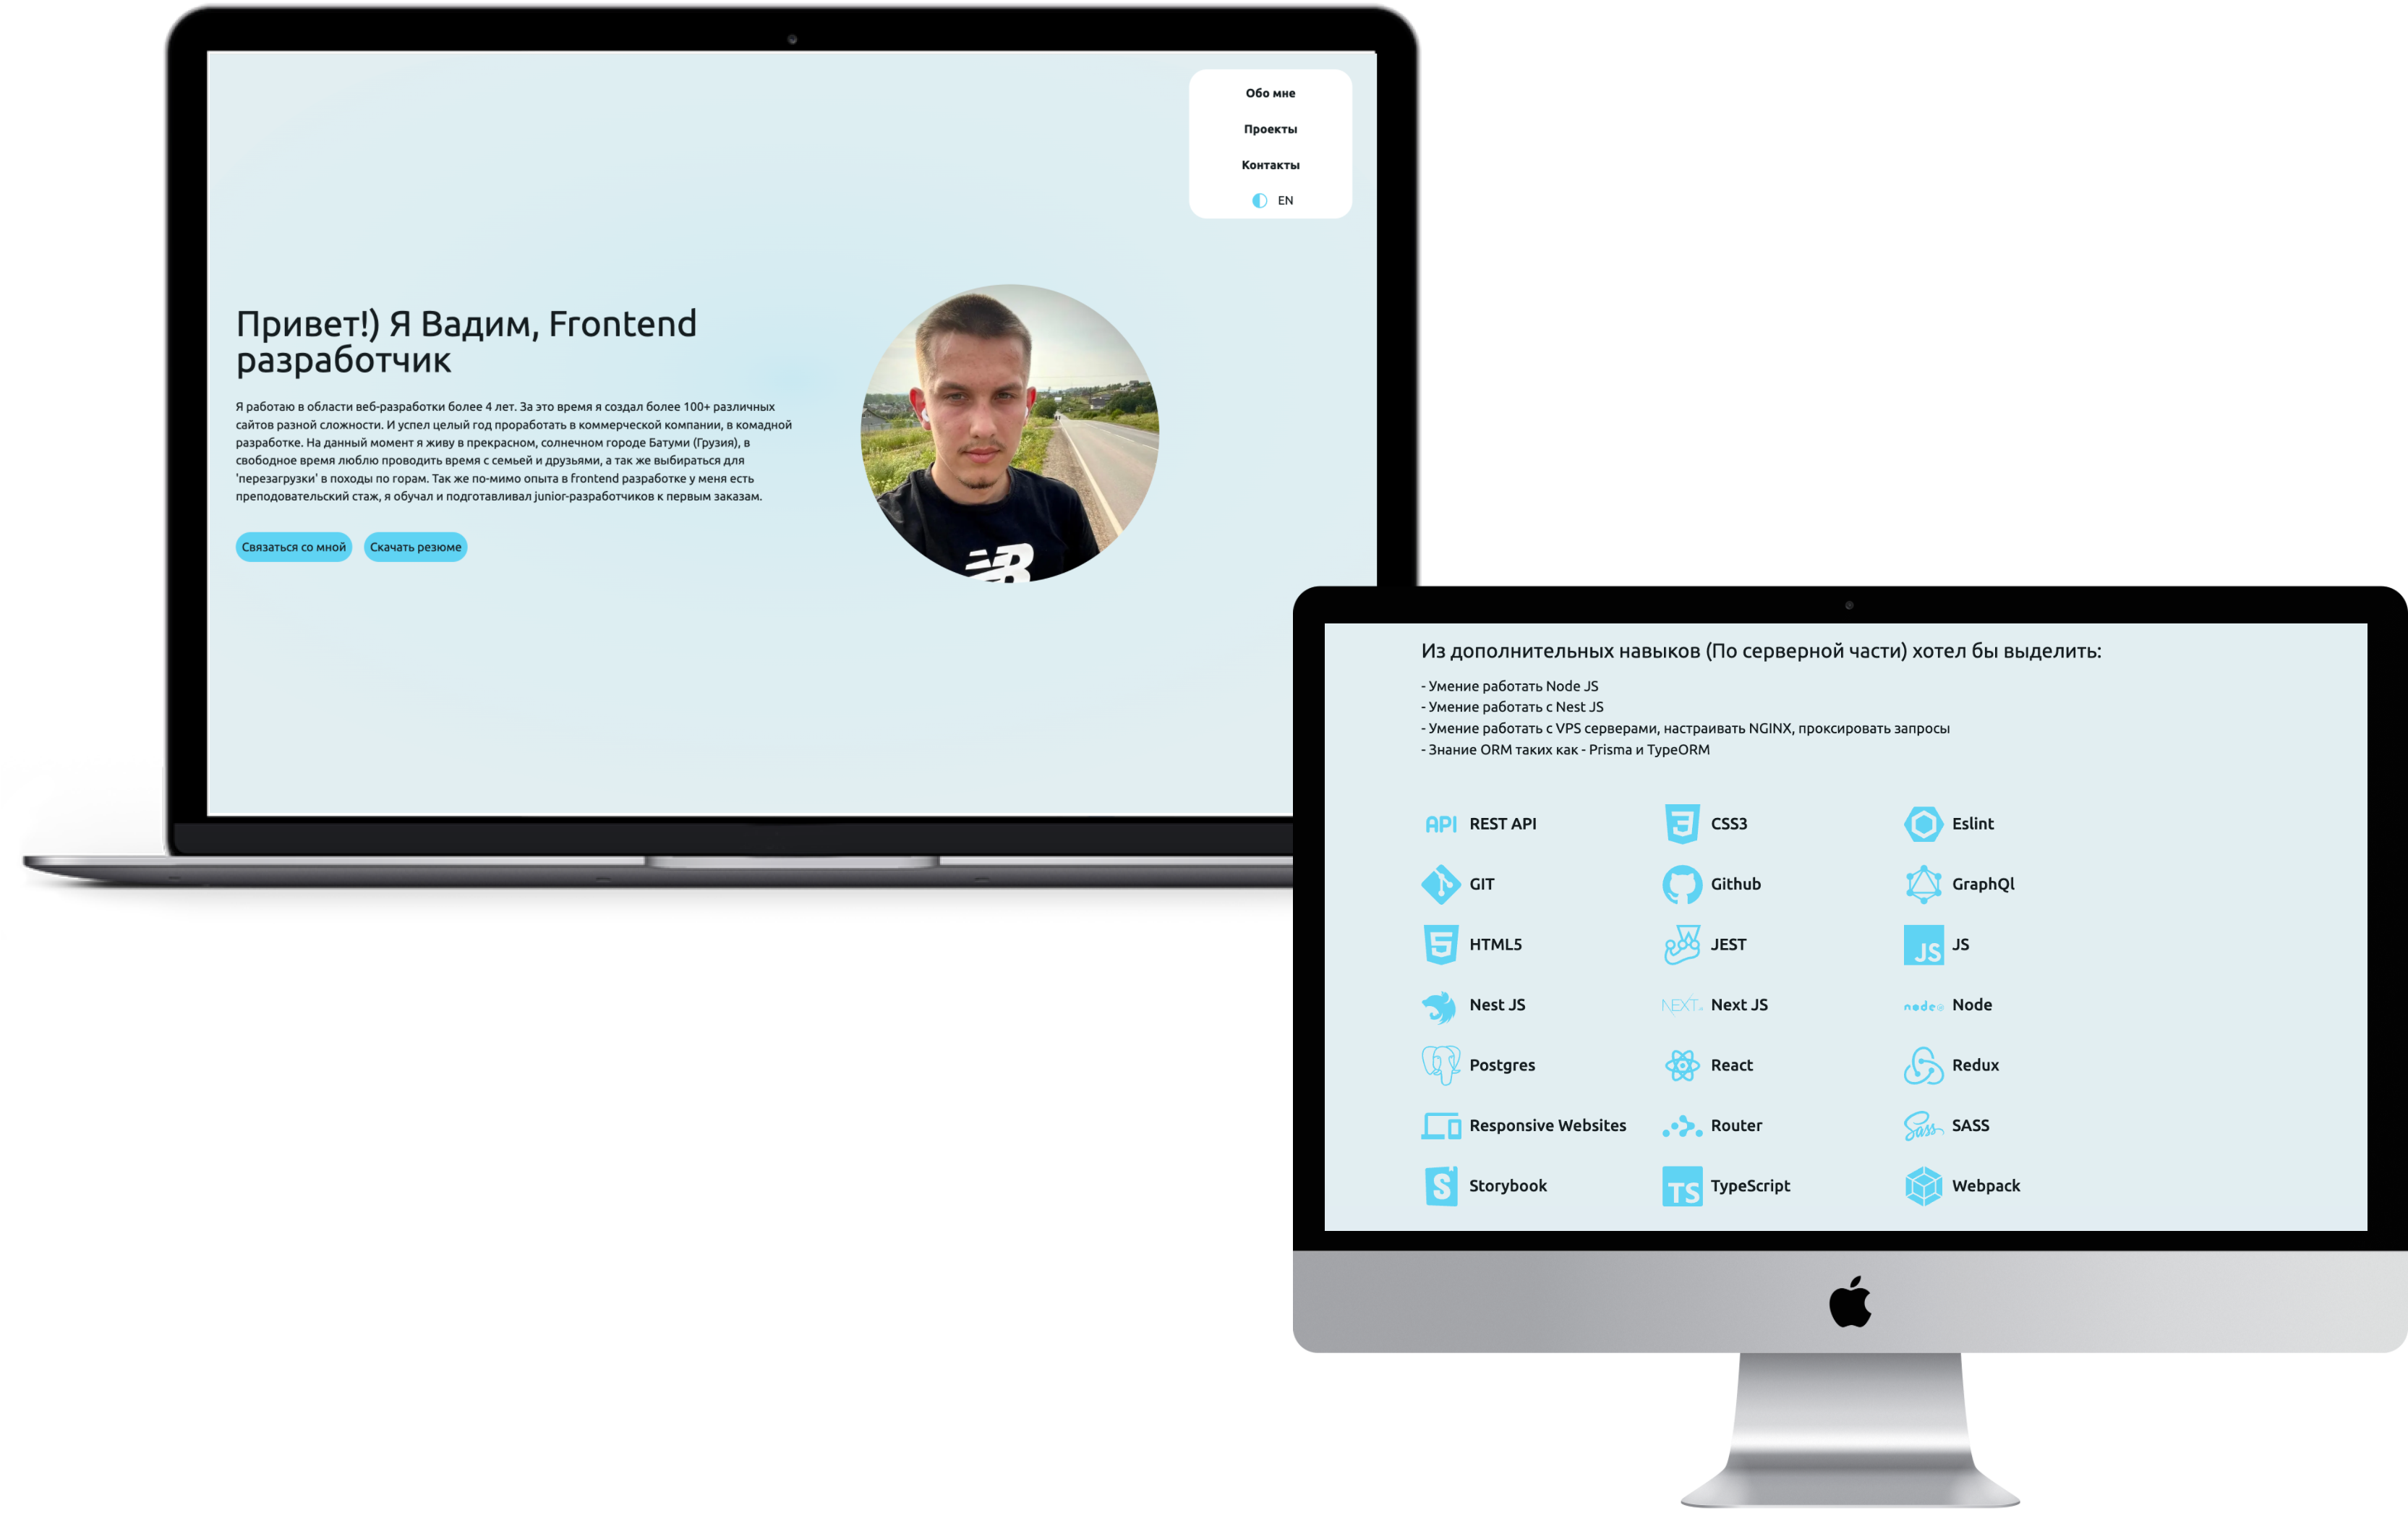 Обо мне
Проекты
Контакты
EN
Привет!) Я Вадим, Frontend
разработчик
Я работаю в области веб-разработки более 4 лет. За это время я создал более 100+ различных
сайтов разной сложности. И успел целый год проработать в коммерческой компании, в комадной
разработке. На данный момент я живу в прекрасном, солнечном городе Батуми (Грузия), в
свободное время люблю проводить время с семьей и друзьями, а так же выбираться для
'перезагрузки' в походы по горам. Так же по-мимо опыта в frontend разработке у меня есть
преподовательский стаж, я обучал и подготавливал junior-разработчиков к первым заказам.
Связаться со мной Скачать резюме
Из дополнительных навыков (По серверной части) хотел бы выделить:
- Умение работать Node JS
- Умение работать с Nest JS
- Умение работать с VPS серверами, настраивать NGINX, проксировать запросы
- Знание ORM таких как - Prisma и TypeORM
API REST API CSS3 Eslint
GIT Github GraphQl
HTML5 JEST JS JS
Nest JS NEXT.JS Next JS node Node
Postgres React Redux
Responsive Websites Router Sass SASS
S Storybook TS TypeScript Webpack